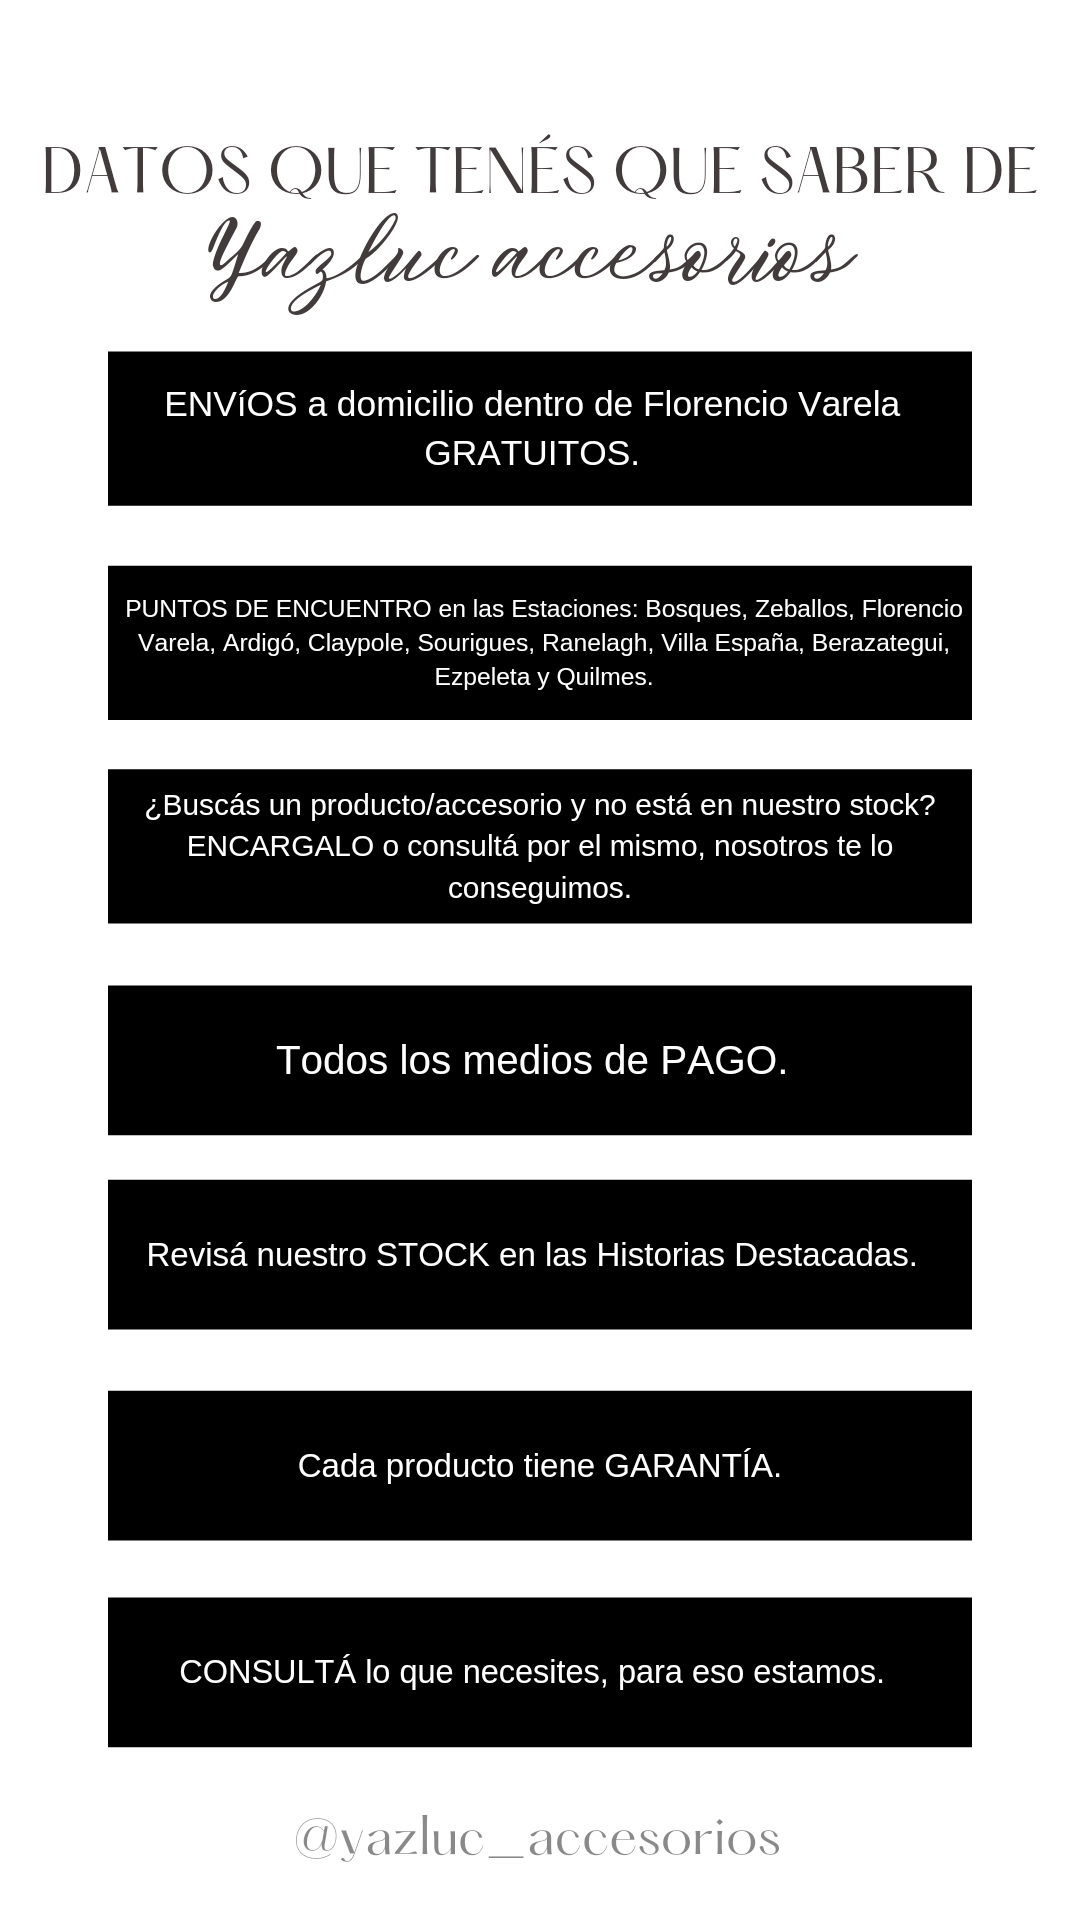 DATOS QUE TENÉS QUE SABER DE
Yazluc accesorios
ENVíOS a domicilio dentro de Florencio Varela
GRATUITOS.
PUNTOS DE ENCUENTRO en las Estaciones: Bosques, Zeballos, Florencio
Varela, Ardigó, Claypole, Sourigues, Ranelagh, Villa España, Berazategui,
Ezpeleta y Quilmes.
¿Buscás un producto/accesorio y no está en nuestro stock?
ENCARGALO o consultá por el mismo, nosotros te lo
conseguimos.
Todos los medios de PAGO.
Revisá nuestro STOCK en las Historias Destacadas.
Cada producto tiene GARANTÍA.
CONSULTÁ lo que necesites, para eso estamos.
@yazluc_accesorios